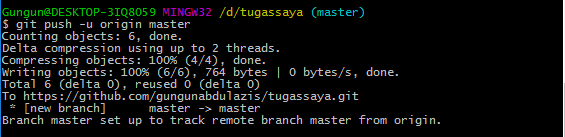 Gungun@DESKTOP-3IQ8O59 MINGW32 /d/tugassaya (master)
$ git push -u origin master
Counting objects: 6, done.
Delta compression using up to 2 threads.
Compressing objects: 100% (4/4), done.
Writing objects: 100% (6/6), 764 bytes | 0 bytes/s, done.
Total 6 (delta 0), reused 0 (delta 0)
To https://github.com/gungunabdulazis/tugassaya.git
 * [new branch]      master -> master
Branch master set up to track remote branch master from origin.